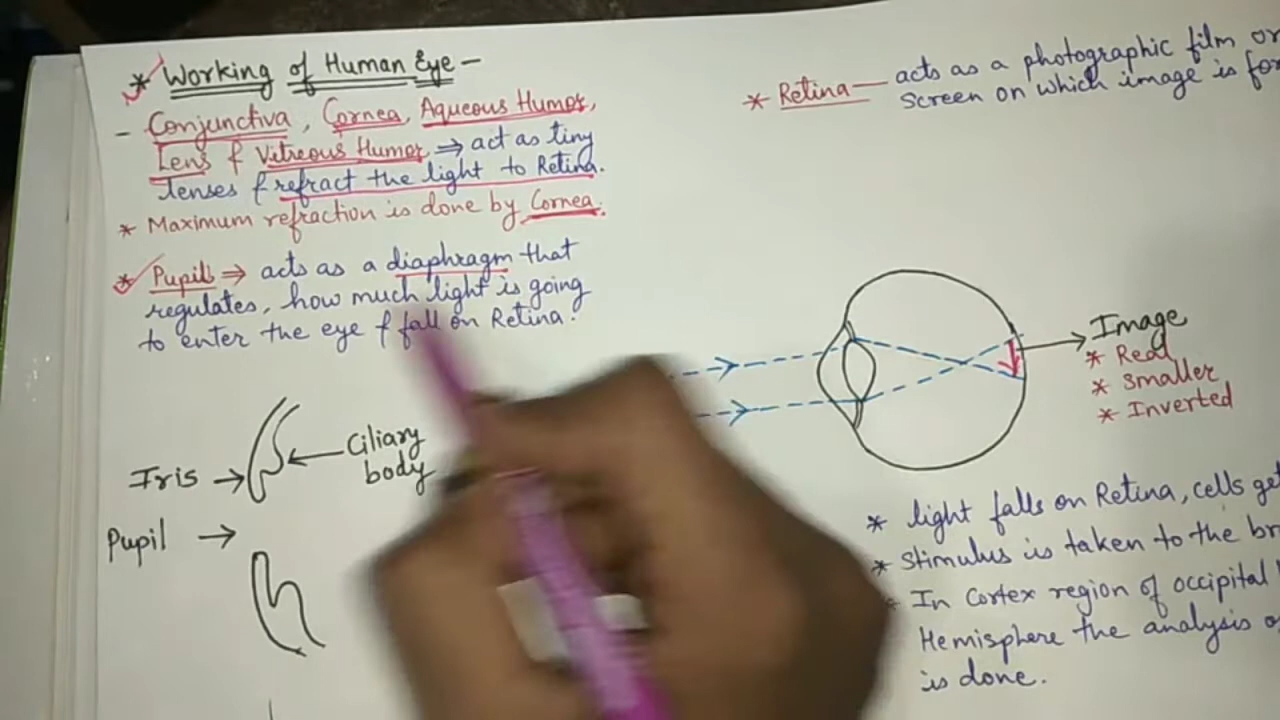 * Working of Human Eye -
- Conjunctiva, Cornea, Aqueous Humor,
Lens & Vitreous Humor ⇒ act as tiny
lenses & refract the light to Retina.
* Maximum refraction is done by Cornea.
* Pupil ⇒ acts as a diaphragm that
regulates, how much light is going
to enter the eye & fall on Retina.
Iris →
Ciliary
body
Pupil →
* Retina — acts as a photographic film or
screen on which image is
Image
* Real
* Smaller
* Inverted
* light falls on Retina, cells
* Stimulus is taken to the
* In Cortex region of occipital
Hemisphere the analysis
is done.